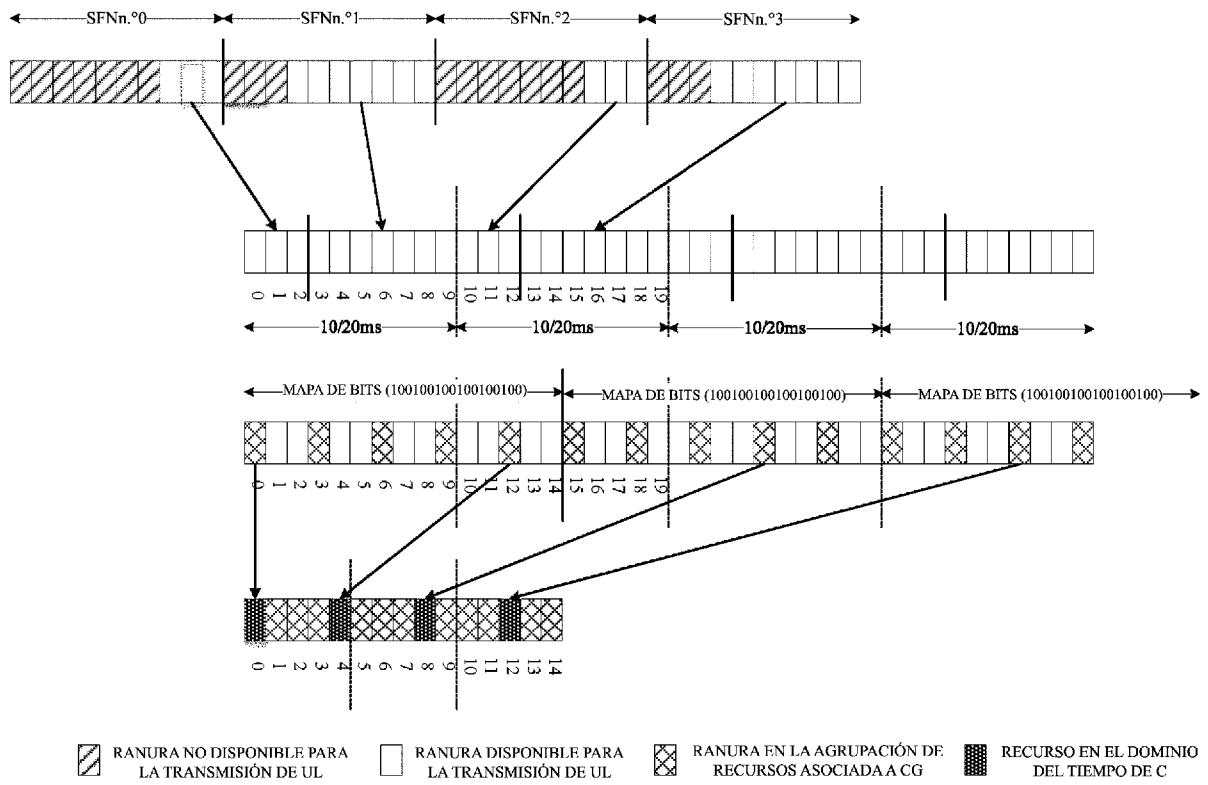 SFNn.°0 SFNn.°1 SFNn.°2 SFNn.°3
0 1 2 3 4 5 6 7 8 9 10 11 12 13 14 15 16 17 18 19
10/20ms 10/20ms 10/20ms 10/20ms
MAPA DE BITS (100100100100100100) MAPA DE BITS (100100100100100100) MAPA DE BITS (100100100100100100)
0 1 2 3 4 5 6 7 8 9 10 11 12 13 14 15 16 17 18 19
0 1 2 3 4 5 6 7 8 9 10 11 12 13 14
RANURA NO DISPONIBLE PARA
LA TRANSMISIÓN DE UL
RANURA DISPONIBLE PARA
LA TRANSMISIÓN DE UL
RANURA EN LA AGRUPACIÓN DE
RECURSOS ASOCIADA A CG
RECURSO EN EL DOMINIO
DEL TIEMPO DE C